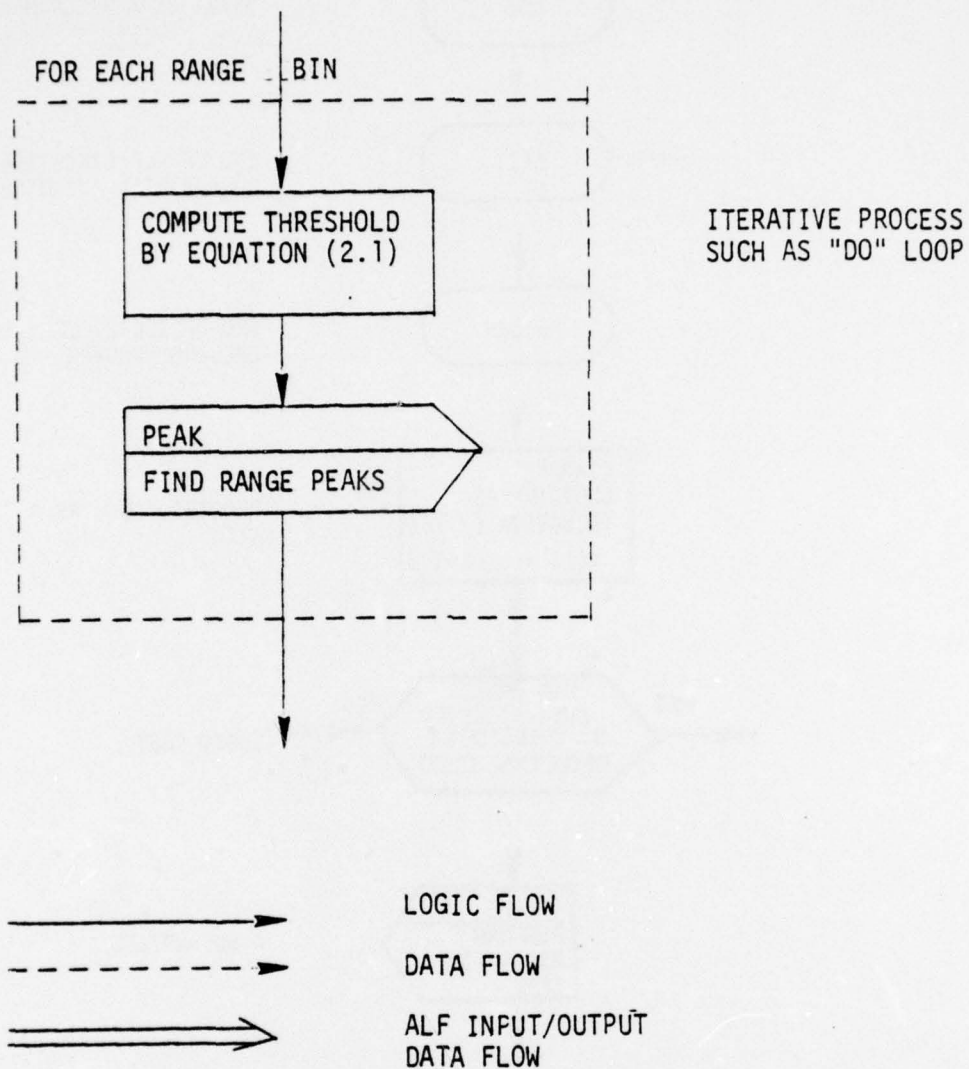 FOR EACH RANGE BIN
COMPUTE THRESHOLD
BY EQUATION (2.1)
ITERATIVE PROCESS
SUCH AS "DO" LOOP
PEAK
FIND RANGE PEAKS
LOGIC FLOW
DATA FLOW
ALF INPUT/OUTPUT
DATA FLOW